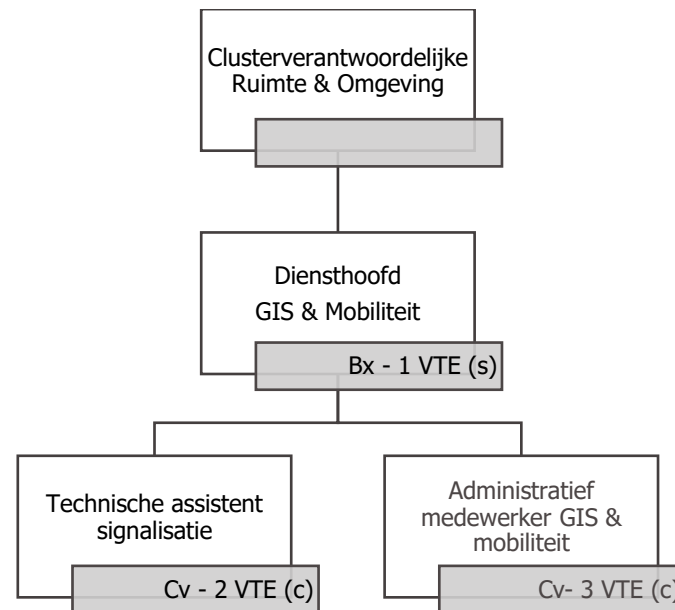 Clusterverantwoordelijke
Ruimte & Omgeving
Diensthoofd
GIS & Mobiliteit
Bx - 1 VTE (s)
Technische assistent
signalisatie
Cv - 2 VTE (c)
Administratief
medewerker GIS &
mobiliteit
Cv- 3 VTE (c)